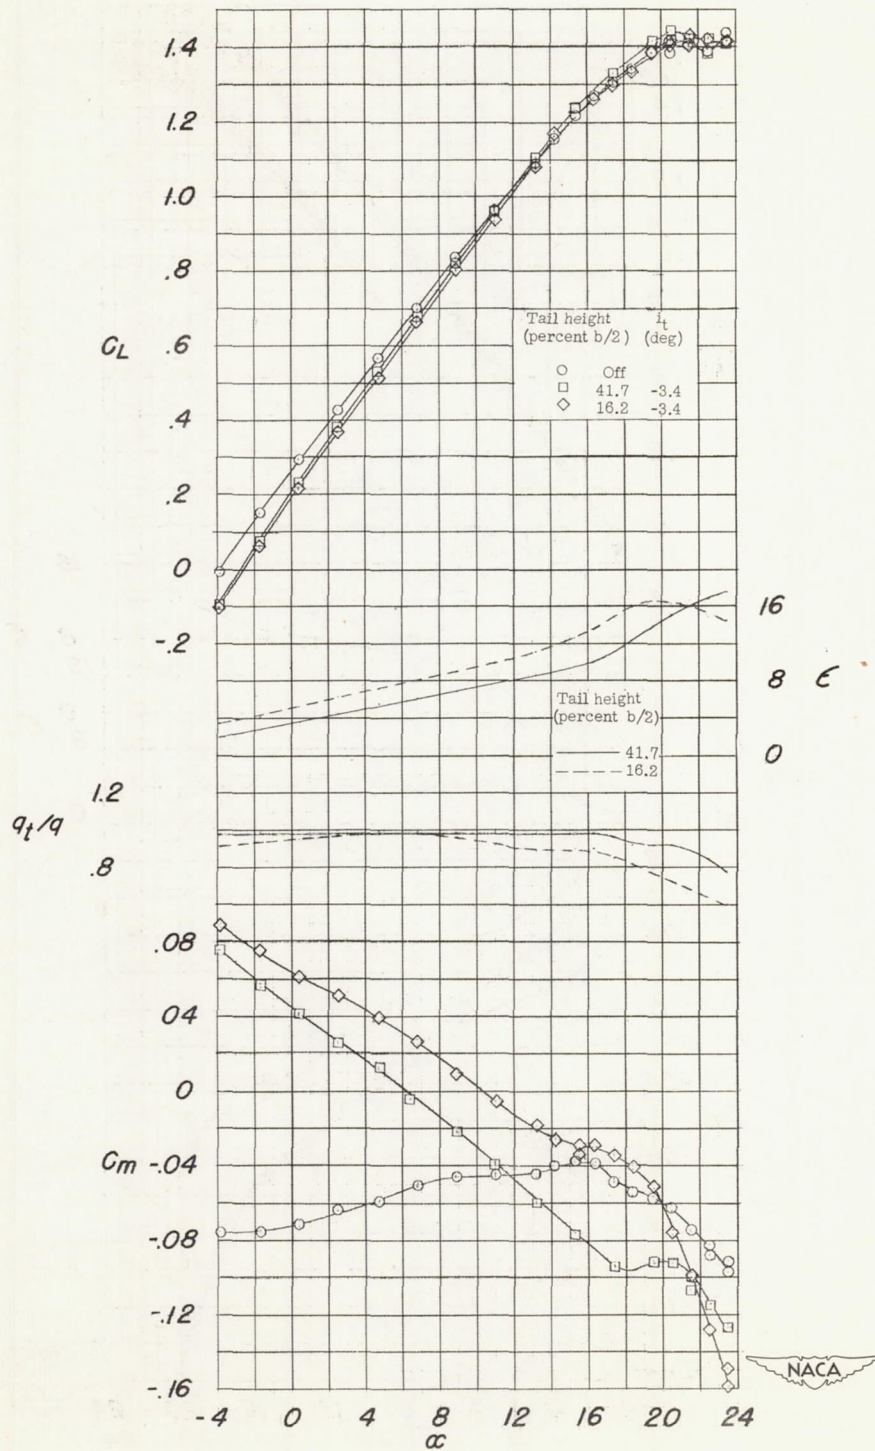 1.4
1.2
1.0
.8
CL .6
.4
.2
0
-.2
Tail height it
(percent b/2) (deg)
Off
41.7 -3.4
16.2 -3.4
16
8 ϵ
0
Tail height
(percent b/2)
41.7
16.2
1.2
qt/q
.8
.08
.04
0
Cm -.04
-.08
-.12
-.16
-4 0 4 8 12 16 20 24
α
NACA